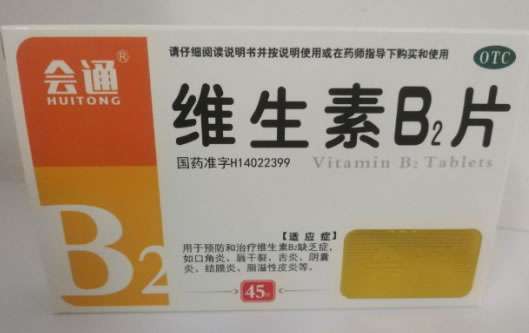 会通®
HUITONG
请仔细阅读说明书并按说明使用或在药师指导下购买和使用
OTC
维生素B₂片
国药准字H14022399
Vitamin B₂ Tablets
B2
【适应症】
用于预防和治疗维生素B₂缺乏症,
如口角炎、唇干裂、舌炎、阴囊
炎、结膜炎、脂溢性皮炎等。
45片